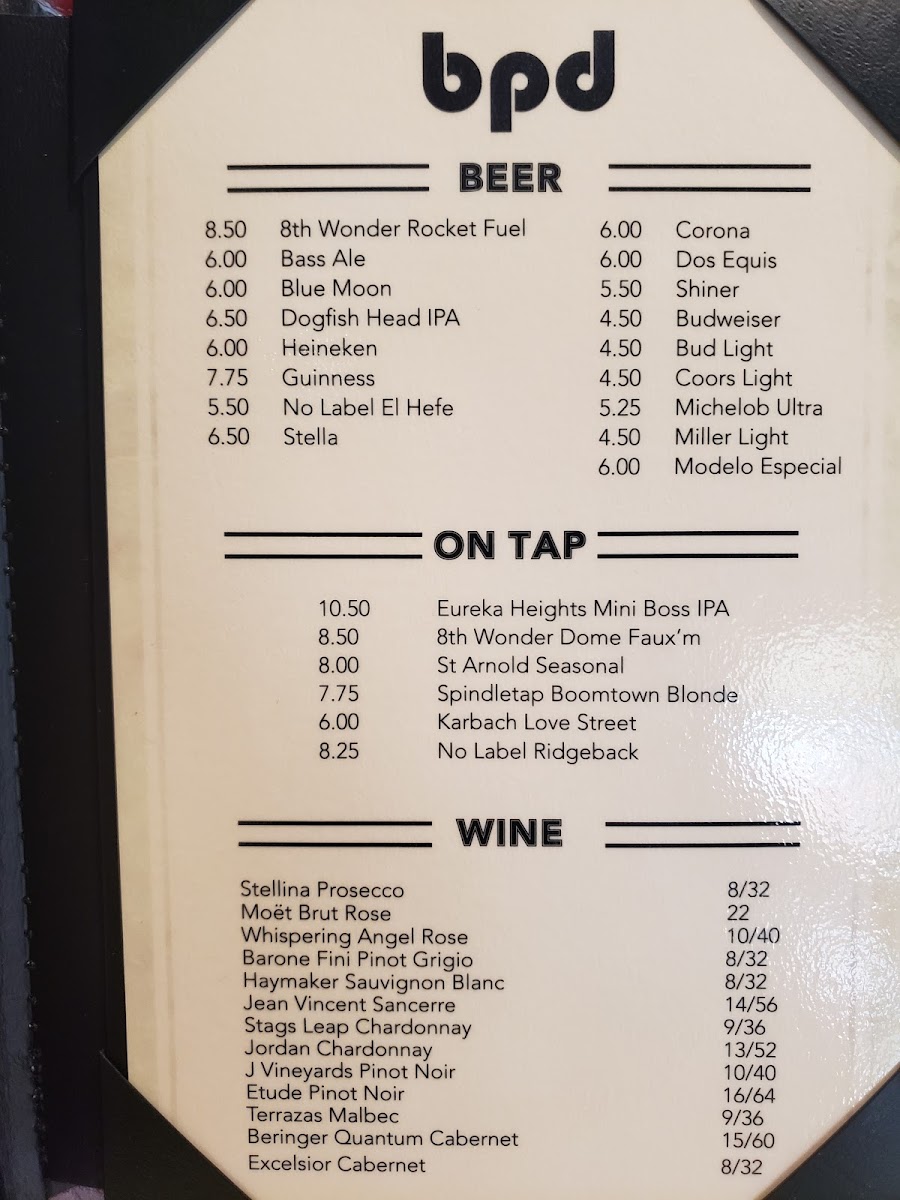 bpd
BEER
8.50 8th Wonder Rocket Fuel
6.00 Bass Ale
6.00 Blue Moon
6.50 Dogfish Head IPA
6.00 Heineken
7.75 Guinness
5.50 No Label El Hefe
6.50 Stella
6.00 Corona
6.00 Dos Equis
5.50 Shiner
4.50 Budweiser
4.50 Bud Light
4.50 Coors Light
5.25 Michelob Ultra
4.50 Miller Light
6.00 Modelo Especial
ON TAP
10.50 Eureka Heights Mini Boss IPA
8.50 8th Wonder Dome Faux'm
8.00 St Arnold Seasonal
7.75 Spindletap Boomtown Blonde
6.00 Karbach Love Street
8.25 No Label Ridgeback
WINE
Stellina Prosecco 8/32
Moët Brut Rose 22
Whispering Angel Rose 10/40
Barone Fini Pinot Grigio 8/32
Haymaker Sauvignon Blanc 8/32
Jean Vincent Sancerre 14/56
Stags Leap Chardonnay 9/36
Jordan Chardonnay 13/52
J Vineyards Pinot Noir 10/40
Etude Pinot Noir 16/64
Terrazas Malbec 9/36
Beringer Quantum Cabernet 15/60
Excelsior Cabernet 8/32